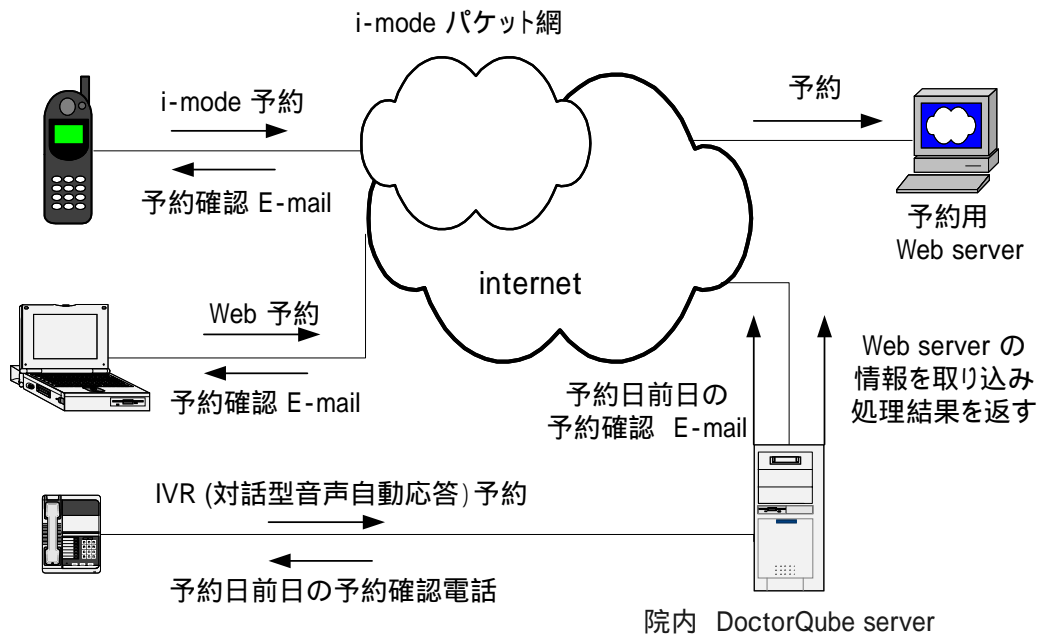 i-mode パケット網
i-mode 予約
予約確認 E-mail
予約
予約用
Web server
internet
Web 予約
予約確認 E-mail
予約日前日の
予約確認 E-mail
Web server の
情報を取り込み
処理結果を返す
IVR (対話型音声自動応答) 予約
予約日前日の予約確認電話
院内 DoctorQube server